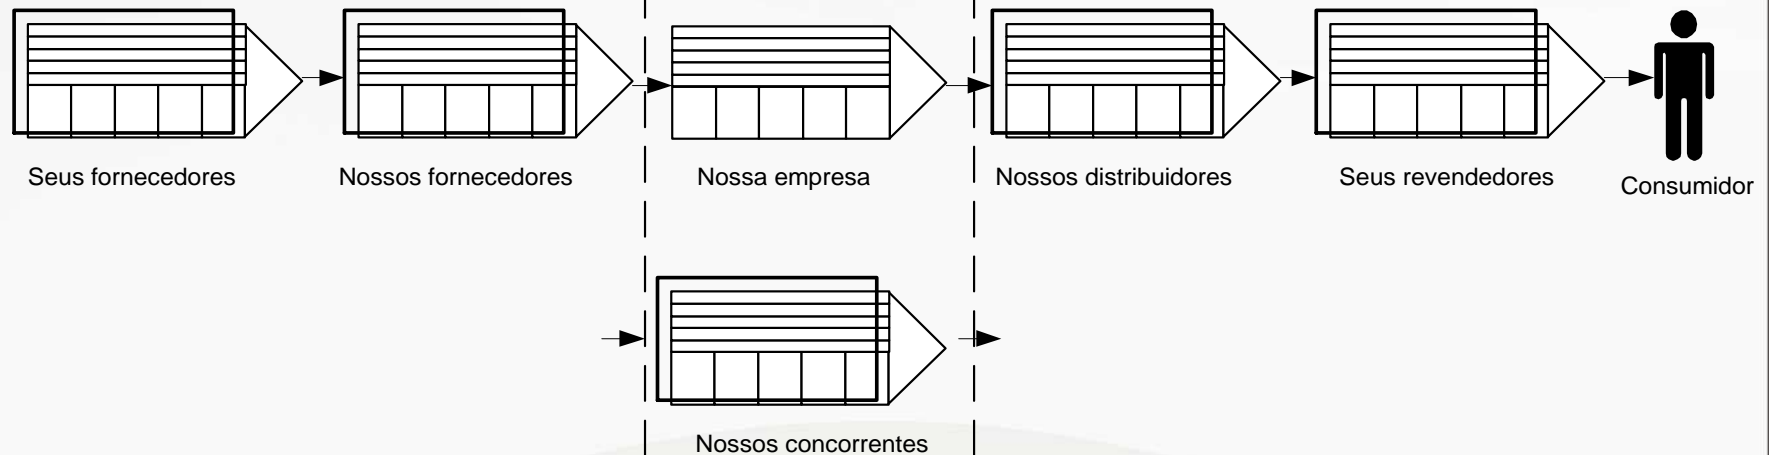 Seus fornecedores
Nossos fornecedores
Nossa empresa
Nossos distribuidores
Seus revendedores
Consumidor
Nossos concorrentes